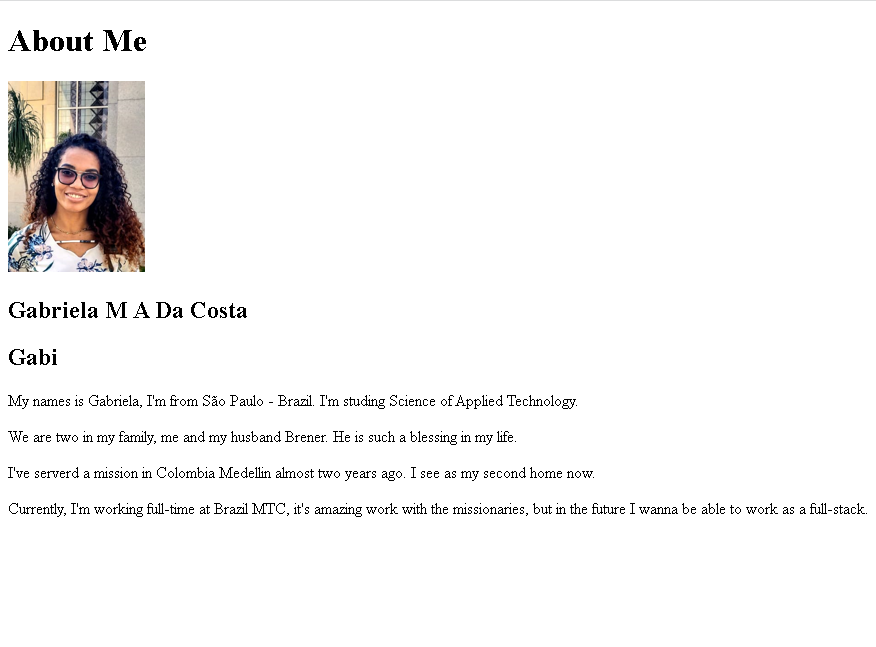 About Me
Gabriela M A Da Costa
Gabi
My names is Gabriela, I'm from São Paulo - Brazil. I'm studing Science of Applied Technology.
We are two in my family, me and my husband Brener. He is such a blessing in my life.
I've serverd a mission in Colombia Medellin almost two years ago. I see as my second home now.
Currently, I'm working full-time at Brazil MTC, it's amazing work with the missionaries, but in the future I wanna be able to work as a full-stack.